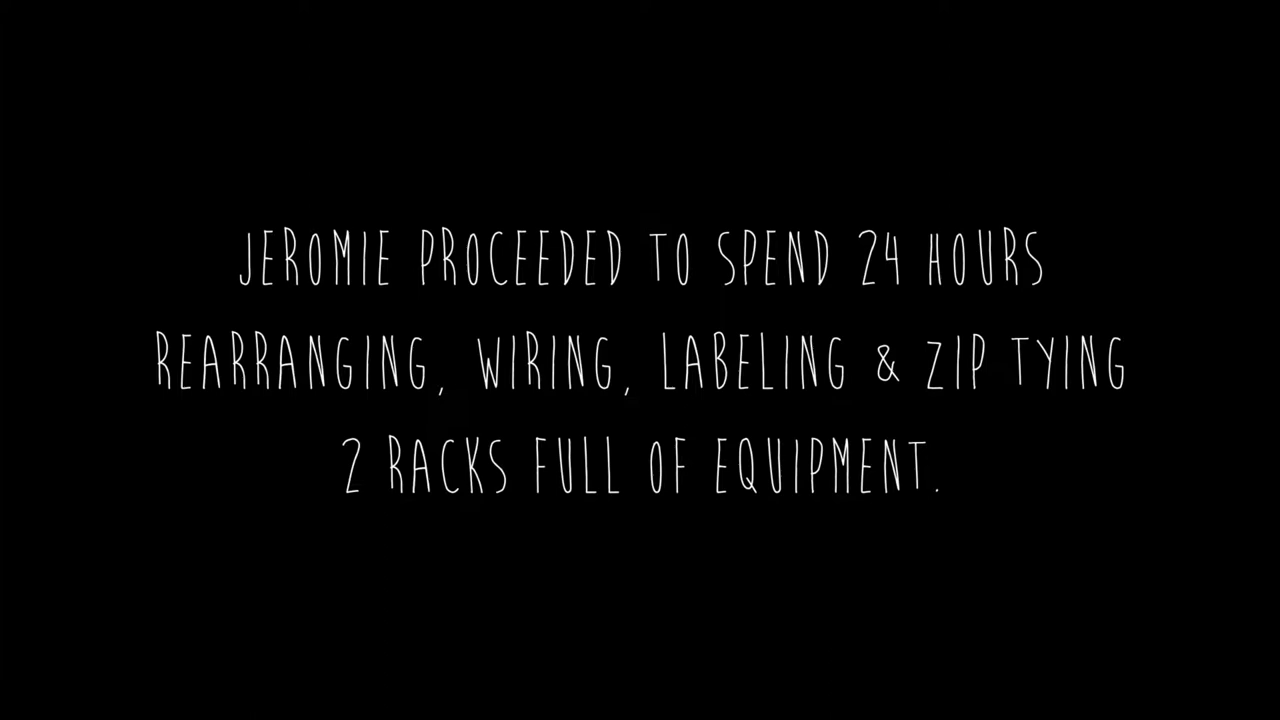 JEROMIE PROCEEDED TO SPEND 24 HOURS
REARRANGING, WIRING, LABELING & ZIP TYING
2 RACKS FULL OF EQUIPMENT.